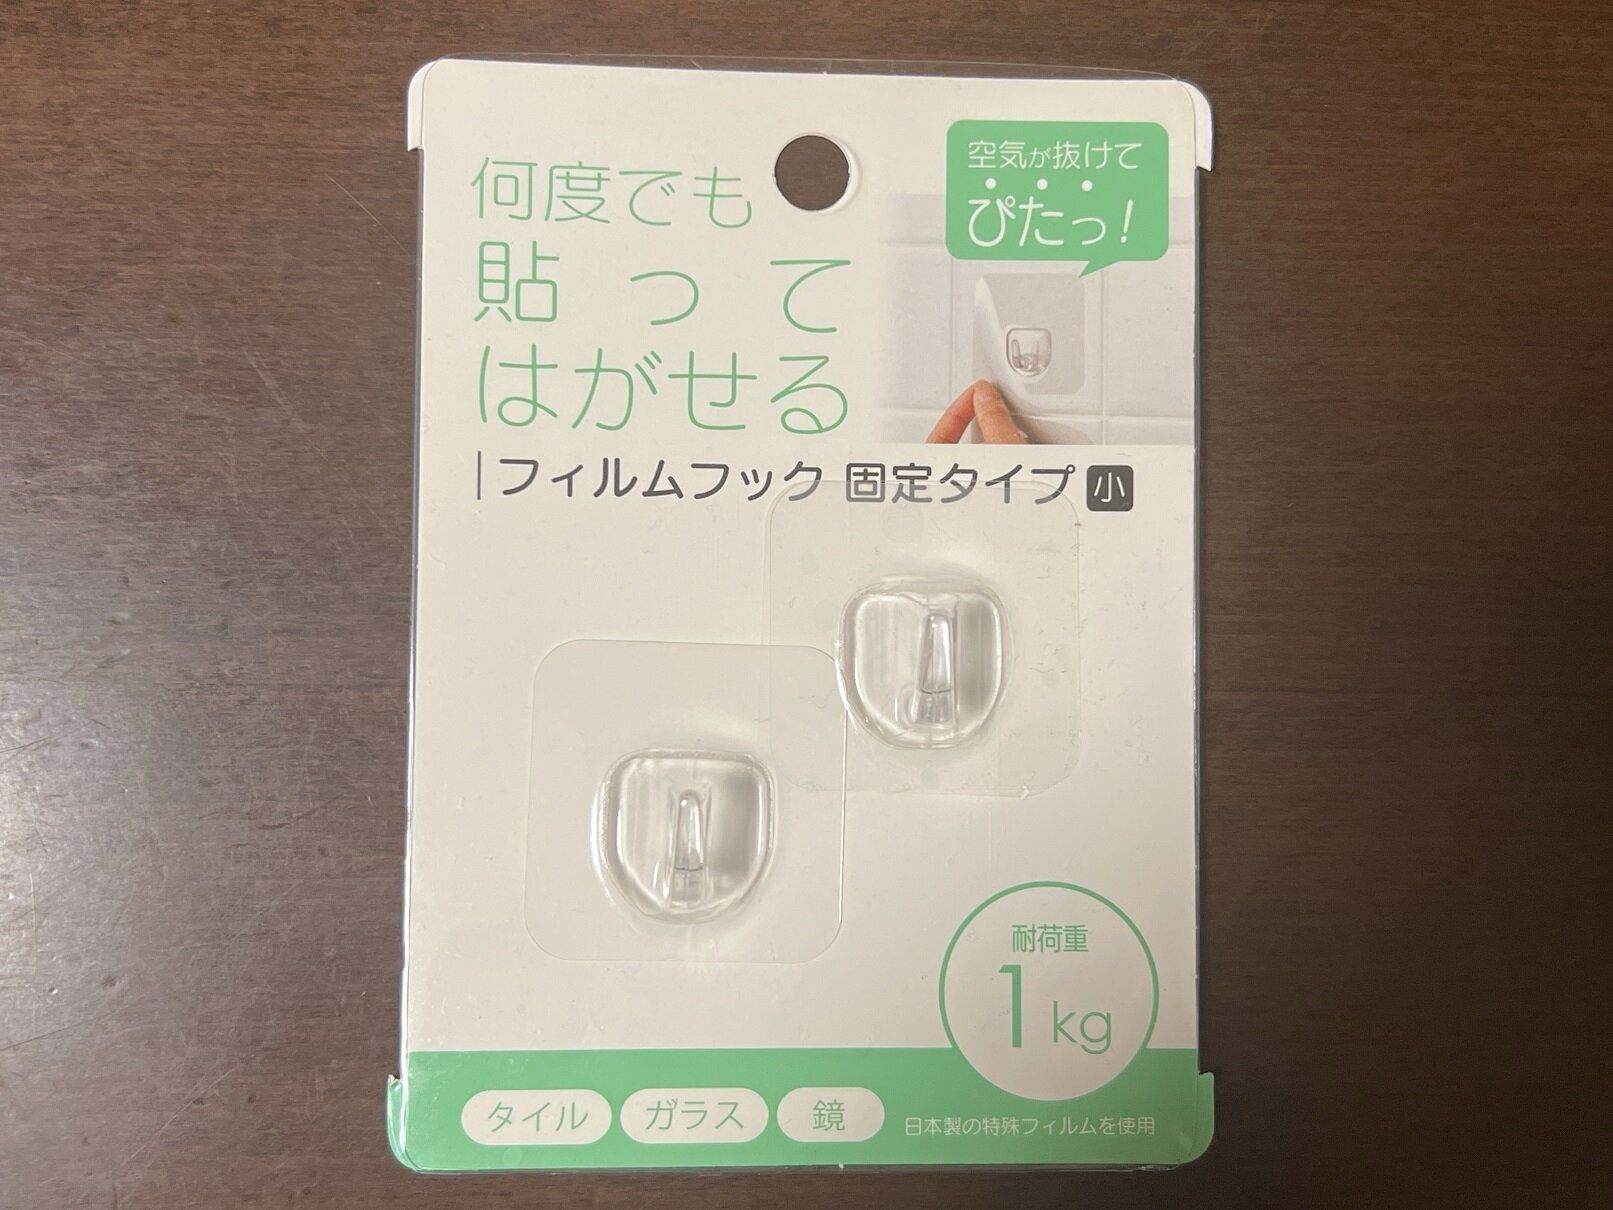 何度でも
貼って
はがせる
空気が抜けて
ぴたっ!
フィルムフック 固定タイプ 小
耐荷重
1kg
タイル ガラス 鏡
日本製の特殊フィルムを使用